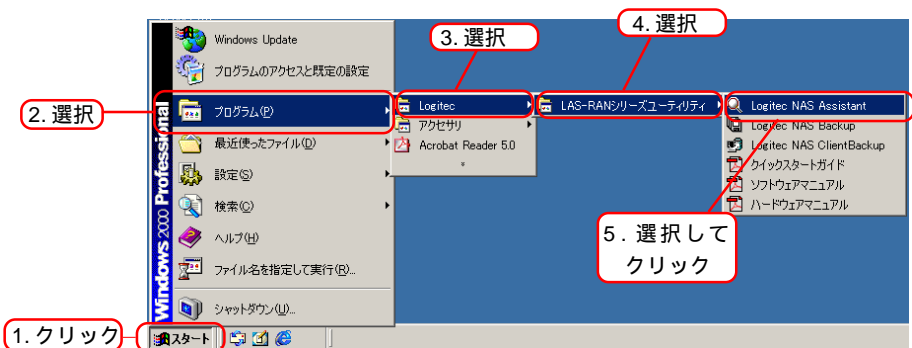 Windows Update
プログラムのアクセスと既定の設定
プログラム(P)
最近使ったファイル(D)
設定(S)
検索(C)
ヘルプ(H)
ファイル名を指定して実行(R)...
シャットダウン(U)...
Windows 2000 Professional
スタート
Logitec
アクセサリ
Acrobat Reader 5.0
LAS-RANシリーズユーティリティ
Logitec NAS Assistant
Logitec NAS Backup
Logitec NAS ClientBackup
クイックスタートガイド
ソフトウェアマニュアル
ハードウェアマニュアル
1. クリック
2. 選択
3. 選択
4. 選択
5. 選択して
クリック